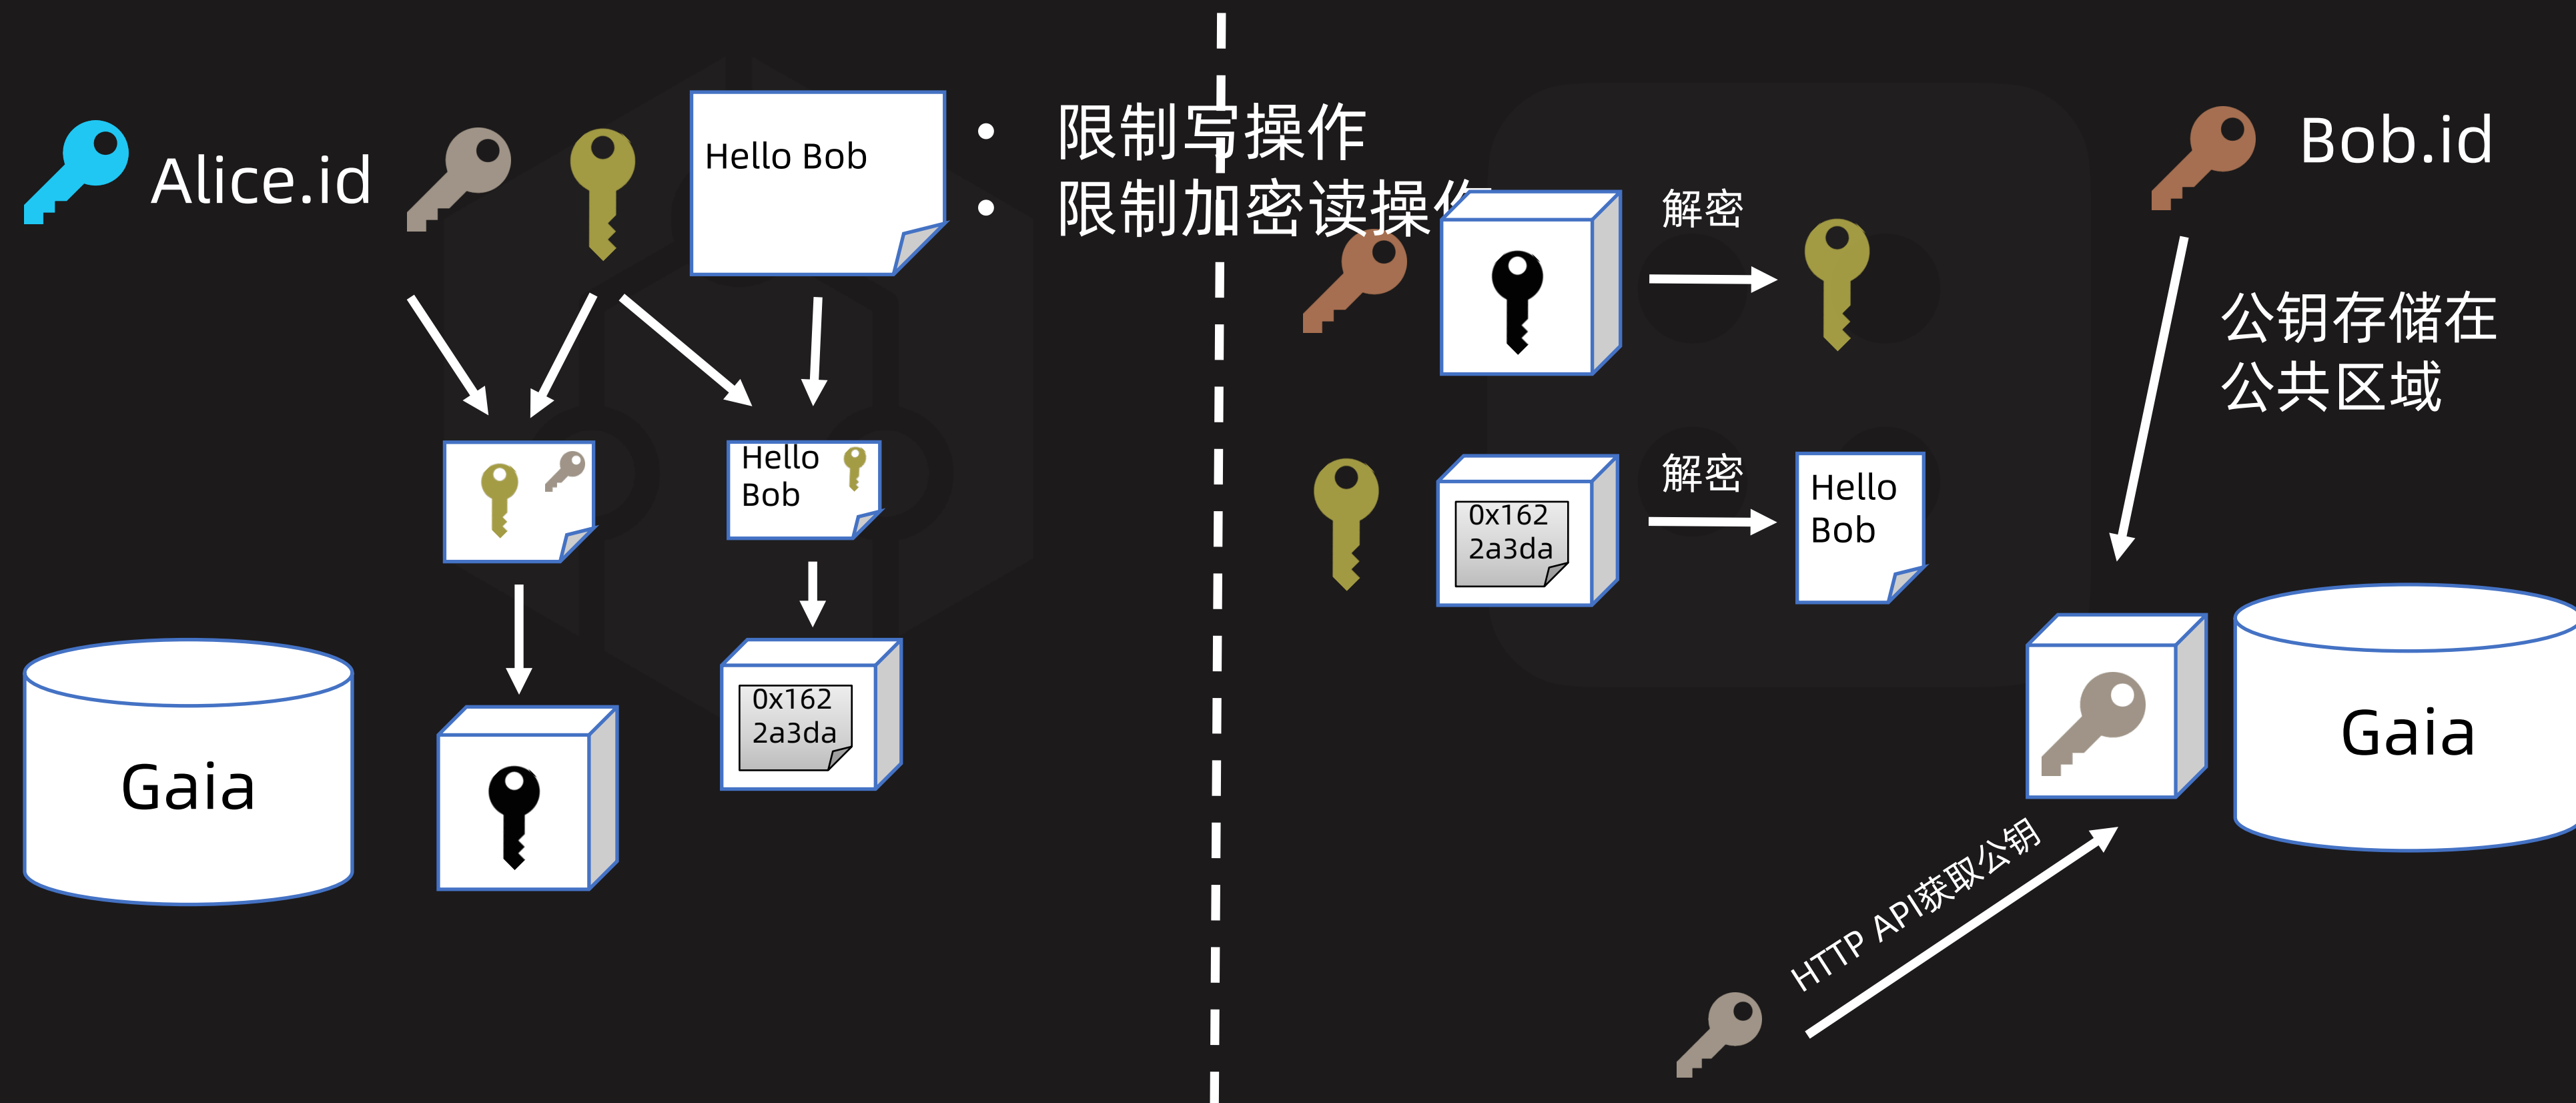 Alice.id
Hello Bob
限制写操作
限制加密读操作
Hello
Bob
0x162
2a3da
Gaia
解密
解密
0x162
2a3da
Hello
Bob
Bob.id
公钥存储在
公共区域
Gaia
HTTP API获取公钥